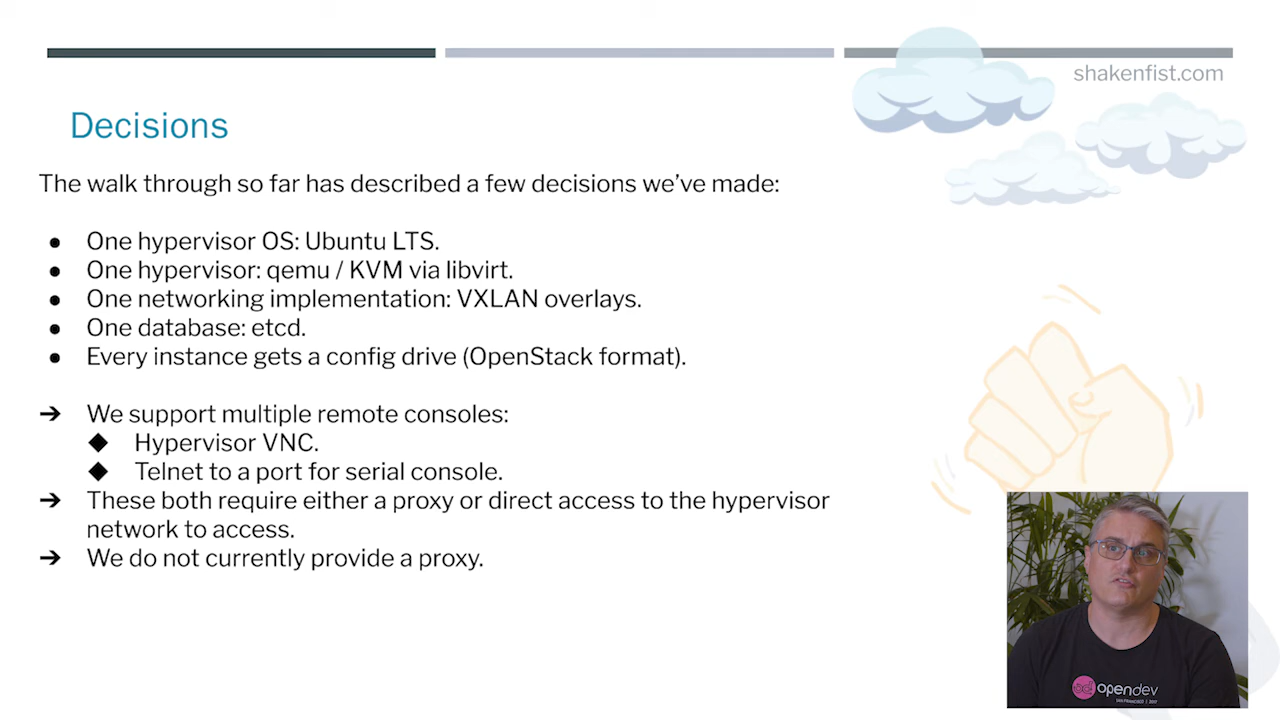 shakenfist.com
Decisions
The walk through so far has described a few decisions we've made:
● One hypervisor OS: Ubuntu LTS.
● One hypervisor: qemu / KVM via libvirt.
● One networking implementation: VXLAN overlays.
● One database: etcd.
● Every instance gets a config drive (OpenStack format).
➔ We support multiple remote consoles:
◆ Hypervisor VNC.
◆ Telnet to a port for serial console.
➔ These both require either a proxy or direct access to the hypervisor
network to access.
➔ We do not currently provide a proxy.
opendev
SAN FRANCISCO | 2017